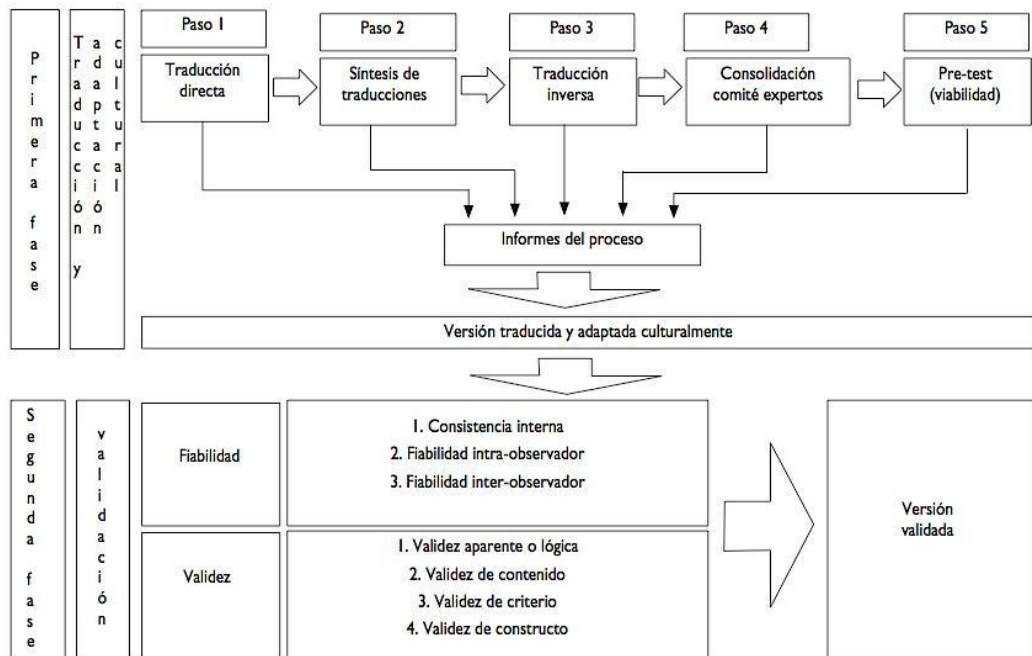 Primera fase
Traducción y
adaptación
cultural
Paso 1
Paso 2
Paso 3
Paso 4
Paso 5
Traducción
directa
Síntesis de
traducciones
Traducción
inversa
Consolidación
comité expertos
Pre-test
(viabilidad)
Informes del proceso
Versión traducida y adaptada culturalmente
Segunda fase
validación
Fiabilidad
1. Consistencia interna
2. Fiabilidad intra-observador
3. Fiabilidad inter-observador
Validez
1. Validez aparente o lógica
2. Validez de contenido
3. Validez de criterio
4. Validez de constructo
Versión
validada